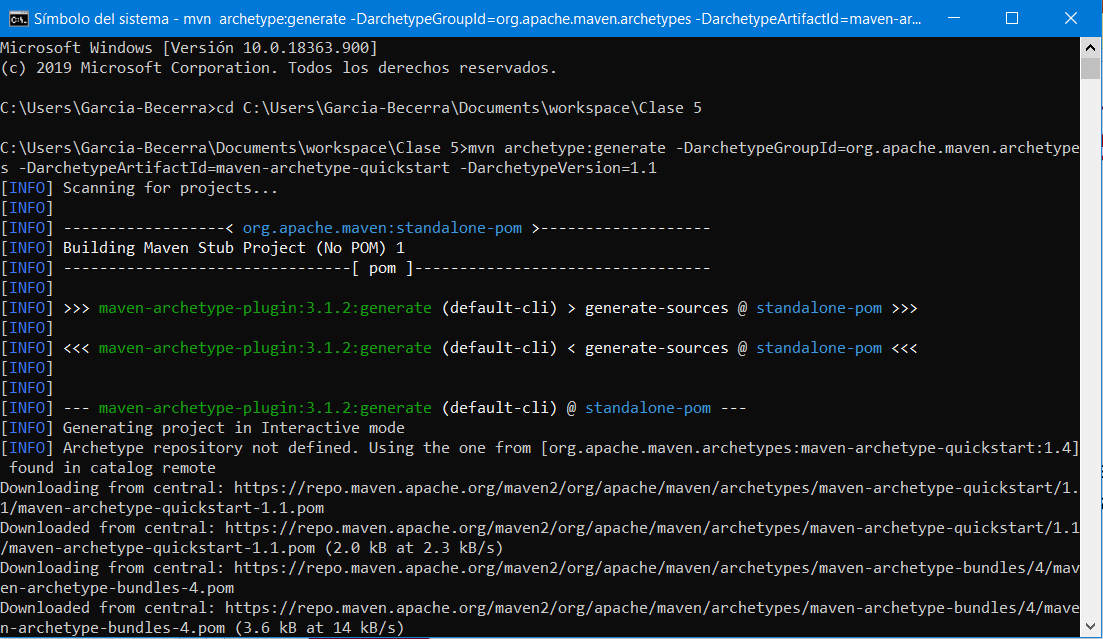 Símbolo del sistema - mvn archetype:generate -DarchetypeGroupId=org.apache.maven.archetypes -DarchetypeArtifactId=maven-ar...
Microsoft Windows [Versión 10.0.18363.900]
(c) 2019 Microsoft Corporation. Todos los derechos reservados.
C:\Users\Garcia-Becerra>cd C:\Users\Garcia-Becerra\Documents\workspace\Clase 5
C:\Users\Garcia-Becerra\Documents\workspace\Clase 5>mvn archetype:generate -DarchetypeGroupId=org.apache.maven.archetype
s -DarchetypeArtifactId=maven-archetype-quickstart -DarchetypeVersion=1.1
[INFO] Scanning for projects...
[INFO]
[INFO] ------------------< org.apache.maven:standalone-pom >-------------------
[INFO] Building Maven Stub Project (No POM) 1
[INFO] --------------------------------[ pom ]---------------------------------
[INFO]
[INFO] >>> maven-archetype-plugin:3.1.2:generate (default-cli) > generate-sources @ standalone-pom >>>
[INFO]
[INFO] <<< maven-archetype-plugin:3.1.2:generate (default-cli) < generate-sources @ standalone-pom <<<
[INFO]
[INFO]
[INFO] --- maven-archetype-plugin:3.1.2:generate (default-cli) @ standalone-pom ---
[INFO] Generating project in Interactive mode
[INFO] Archetype repository not defined. Using the one from [org.apache.maven.archetypes:maven-archetype-quickstart:1.4]
 found in catalog remote
Downloading from central: https://repo.maven.apache.org/maven2/org/apache/maven/archetypes/maven-archetype-quickstart/1.
1/maven-archetype-quickstart-1.1.pom
Downloaded from central: https://repo.maven.apache.org/maven2/org/apache/maven/archetypes/maven-archetype-quickstart/1.1
/maven-archetype-quickstart-1.1.pom (2.0 kB at 2.3 kB/s)
Downloading from central: https://repo.maven.apache.org/maven2/org/apache/maven/archetypes/maven-archetype-bundles/4/mav
en-archetype-bundles-4.pom
Downloaded from central: https://repo.maven.apache.org/maven2/org/apache/maven/archetypes/maven-archetype-bundles/4/mave
n-archetype-bundles-4.pom (3.6 kB at 14 kB/s)